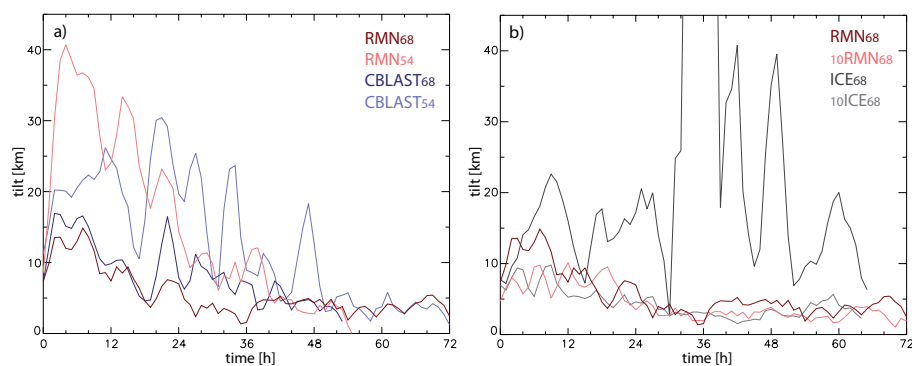 a)
RMN68
RMN54
CBLAST68
CBLAST54
tilt [km]
40
30
20
10
0
0 12 24 36 48 60 72
time [h]
b)
RMN68
10RMN68
ICE68
10ICE68
tilt [km]
40
30
20
10
0
0 12 24 36 48 60 72
time [h]